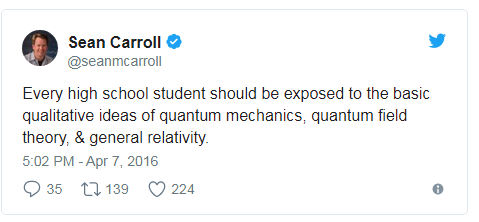 Sean Carroll
@seanmcarroll
Every high school student should be exposed to the basic
qualitative ideas of quantum mechanics, quantum field
theory, & general relativity.
5:02 PM - Apr 7, 2016
35 139 224